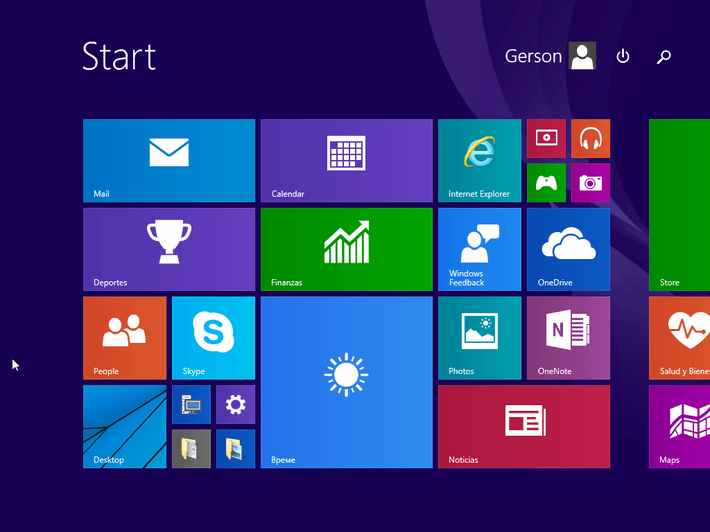 Start
Gerson
Mail
Calendar
Internet Explorer
Deportes
Finanzas
Windows
Feedback
OneDrive
Store
People
Skype
Photos
OneNote
Salud y Biene
Desktop
Време
Noticias
Maps